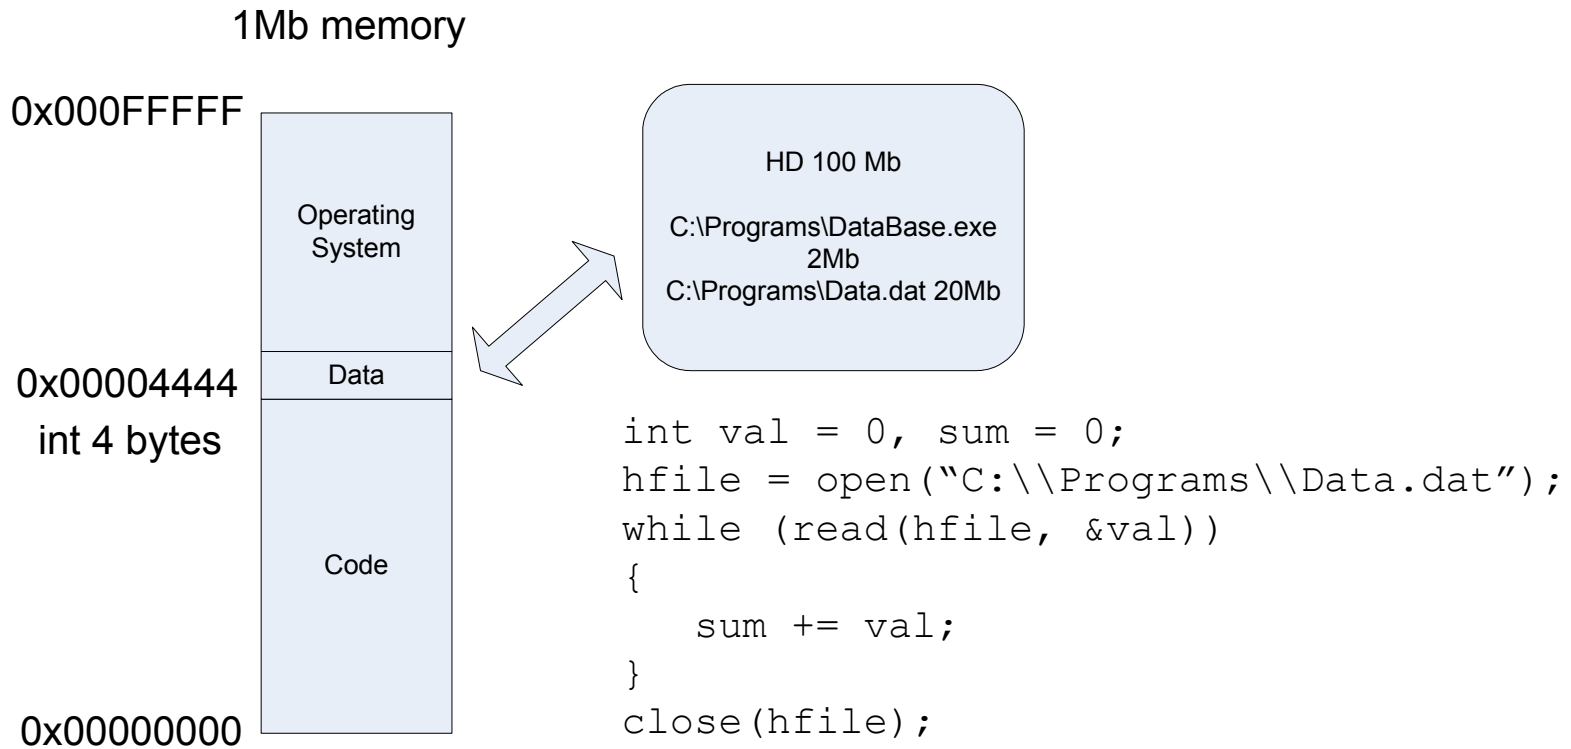 1Mb memory
0x000FFFFF
Operating
System
Data
0x00004444
int 4 bytes
Code
0x00000000
HD 100 Mb
C:\Programs\DataBase.exe
2Mb
C:\Programs\Data.dat 20Mb
int val = 0, sum = 0;
hfile = open(“C:\\Programs\\Data.dat”);
while (read(hfile, &val))
{
sum += val;
}
close(hfile);